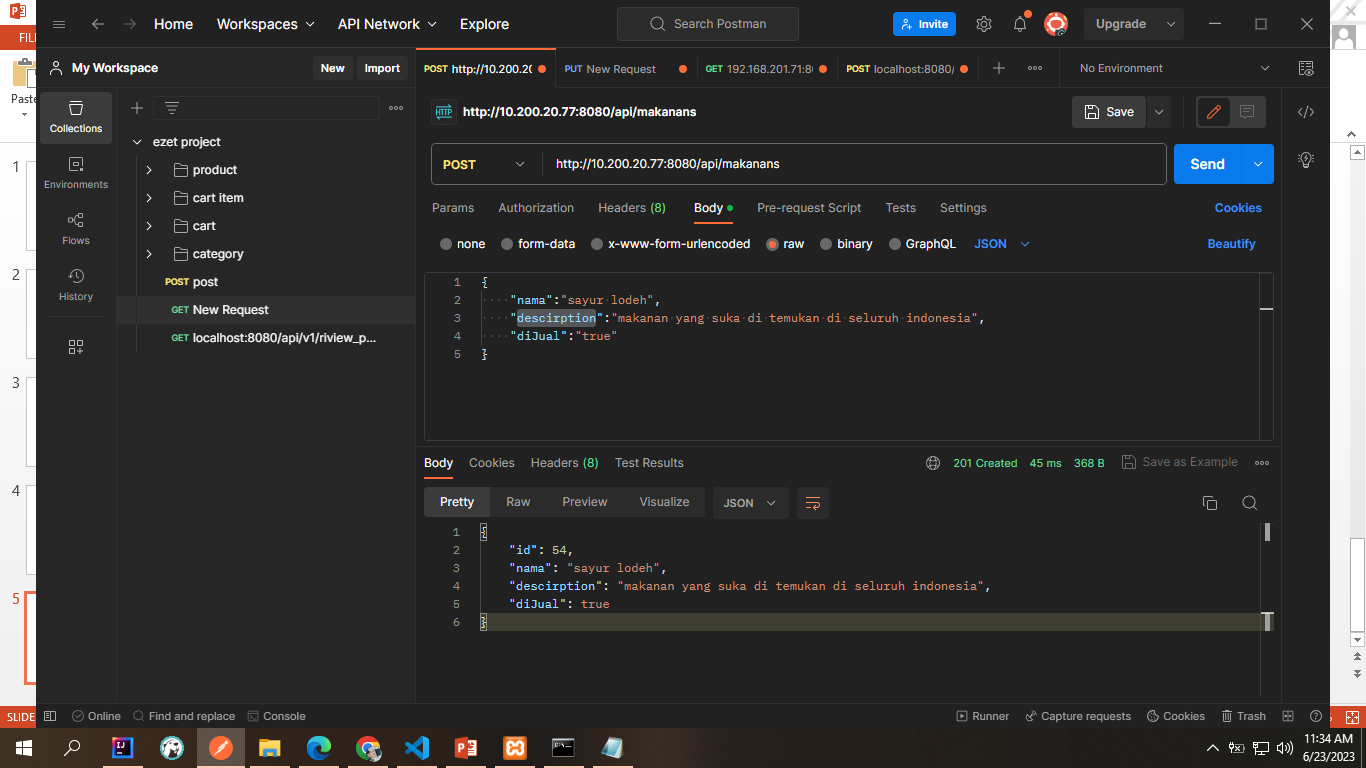 FIL
Paste
1
2
3
4
5
SLIDE
Home Workspaces API Network Explore Search Postman Invite Upgrade
My Workspace New Import
POST http://10.200.20 PUT New Request GET 192.168.201.71:8 POST localhost:8080/ No Environment
Collections
Environments
Flows
History
ezet project
product
cart item
cart
category
POST post
GET New Request
GET localhost:8080/api/v1/riview_p...
HTTP http://10.200.20.77:8080/api/makanans Save
POST http://10.200.20.77:8080/api/makanans Send
Params Authorization Headers (8) Body Pre-request Script Tests Settings Cookies
none form-data x-www-form-urlencoded raw binary GraphQL JSON Beautify
1 {
2 "nama":"sayur lodeh",
3 "descirption":"makanan yang suka di temukan di seluruh indonesia",
4 "diJual":"true"
5 }
Body Cookies Headers (8) Test Results 201 Created 45 ms 368 B Save as Example
Pretty Raw Preview Visualize JSON
1 {
2 "id": 54,
3 "nama": "sayur lodeh",
4 "descirption": "makanan yang suka di temukan di seluruh indonesia",
5 "diJual": true
6 }
Online Find and replace Console Runner Capture requests Cookies Trash
11:34 AM
6/23/2023